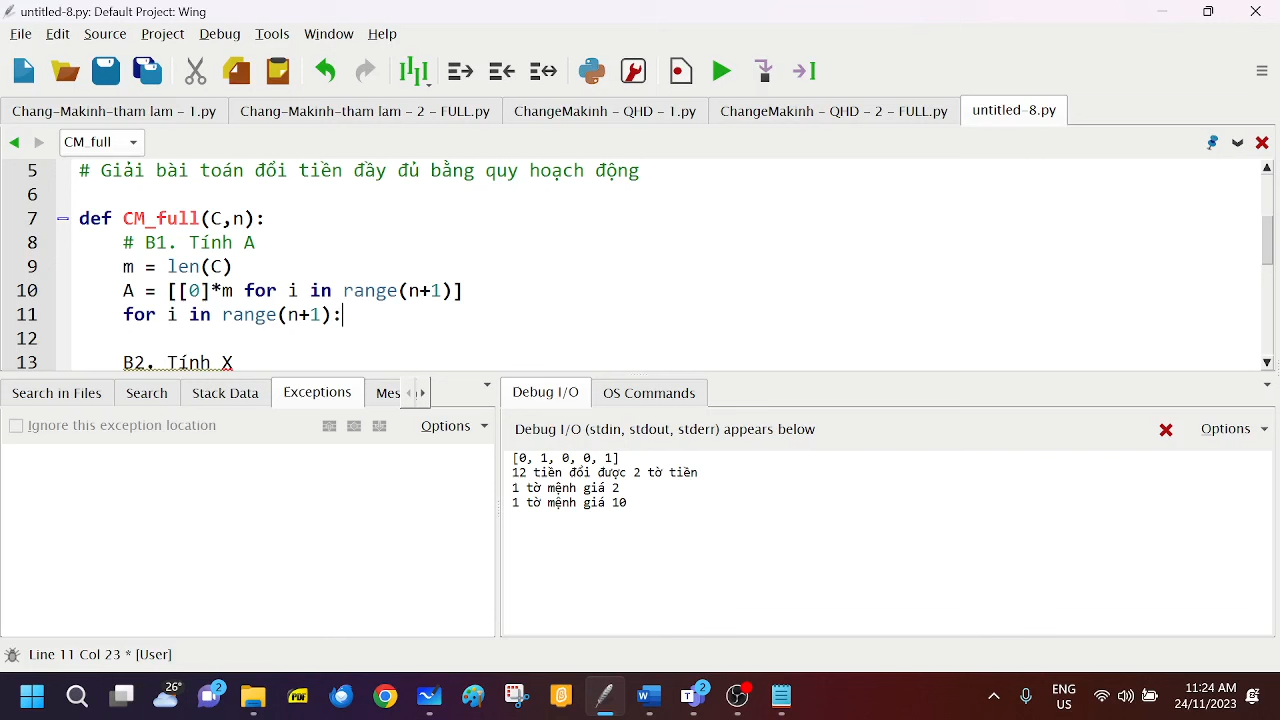 untitled-8.py: Default Project: Wing
File Edit Source Project Debug Tools Window Help
Chang-Makinh-tham lam - 1.py Chang-Makinh-tham lam - 2 - FULL.py ChangeMakinh - QHD - 1.py ChangeMakinh - QHD - 2 - FULL.py untitled-8.py
CM_full
5 # Giải bài toán đổi tiền đầy đủ bằng quy hoạch động
6
7 def CM_full(C,n):
8 # B1. Tính A
9 m = len(C)
10 A = [[0]*m for i in range(n+1)]
11 for i in range(n+1):
12
13 B2. Tính X
Search in Files Search Stack Data Exceptions Mes
Debug I/O OS Commands
Ignore this exception location Options
Debug I/O (stdin, stdout, stderr) appears below Options
[0, 1, 0, 0, 1]
12 tiền đổi được 2 tờ tiền
1 tờ mệnh giá 2
1 tờ mệnh giá 10
Line 11 Col 23 * [User]
26°
2
PDF
2
ENG
US
11:24 AM
24/11/2023